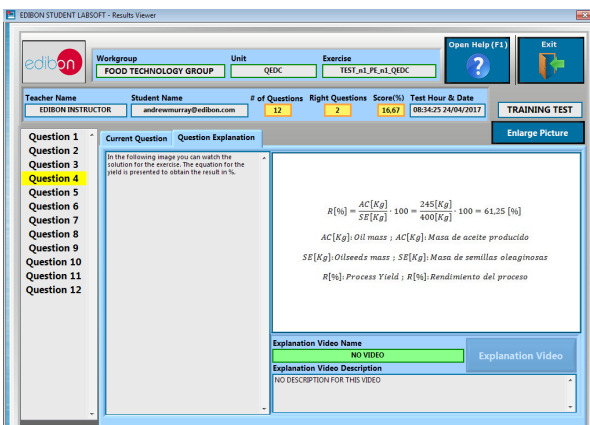 EDIBON STUDENT LABSOFT - Results Viewer
edibon
Workgroup
FOOD TECHNOLOGY GROUP
Unit
QEDC
Exercise
TEST_n1_PE_n1_QEDC
Open Help (F1)
?
Exit
Teacher Name
EDIBON INSTRUCTOR
Student Name
andrewmurray@edibon.com
# of Questions
12
Right Questions
2
Score(%)
16,67
Test Hour & Date
08:34:25 24/04/2017
TRAINING TEST
Enlarge Picture
Question 1
Question 2
Question 3
Question 4
Question 5
Question 6
Question 7
Question 8
Question 9
Question 10
Question 11
Question 12
Current Question
Question Explanation
In the following image you can watch the
solution for the exercise. The equation for the
yield is presented to obtain the result in %.
R[%] = AC[Kg]/SE[Kg] · 100 = 245[Kg]/400[Kg] · 100 = 61,25 [%]
AC[Kg]: Oil mass ; AC[Kg]: Masa de aceite producido
SE[Kg]: Oilseeds mass ; SE[Kg]: Masa de semillas oleaginosas
R[%]: Process Yield ; R[%]: Rendimiento del proceso
Explanation Video Name
NO VIDEO
Explanation Video
Explanation Video Description
NO DESCRIPTION FOR THIS VIDEO